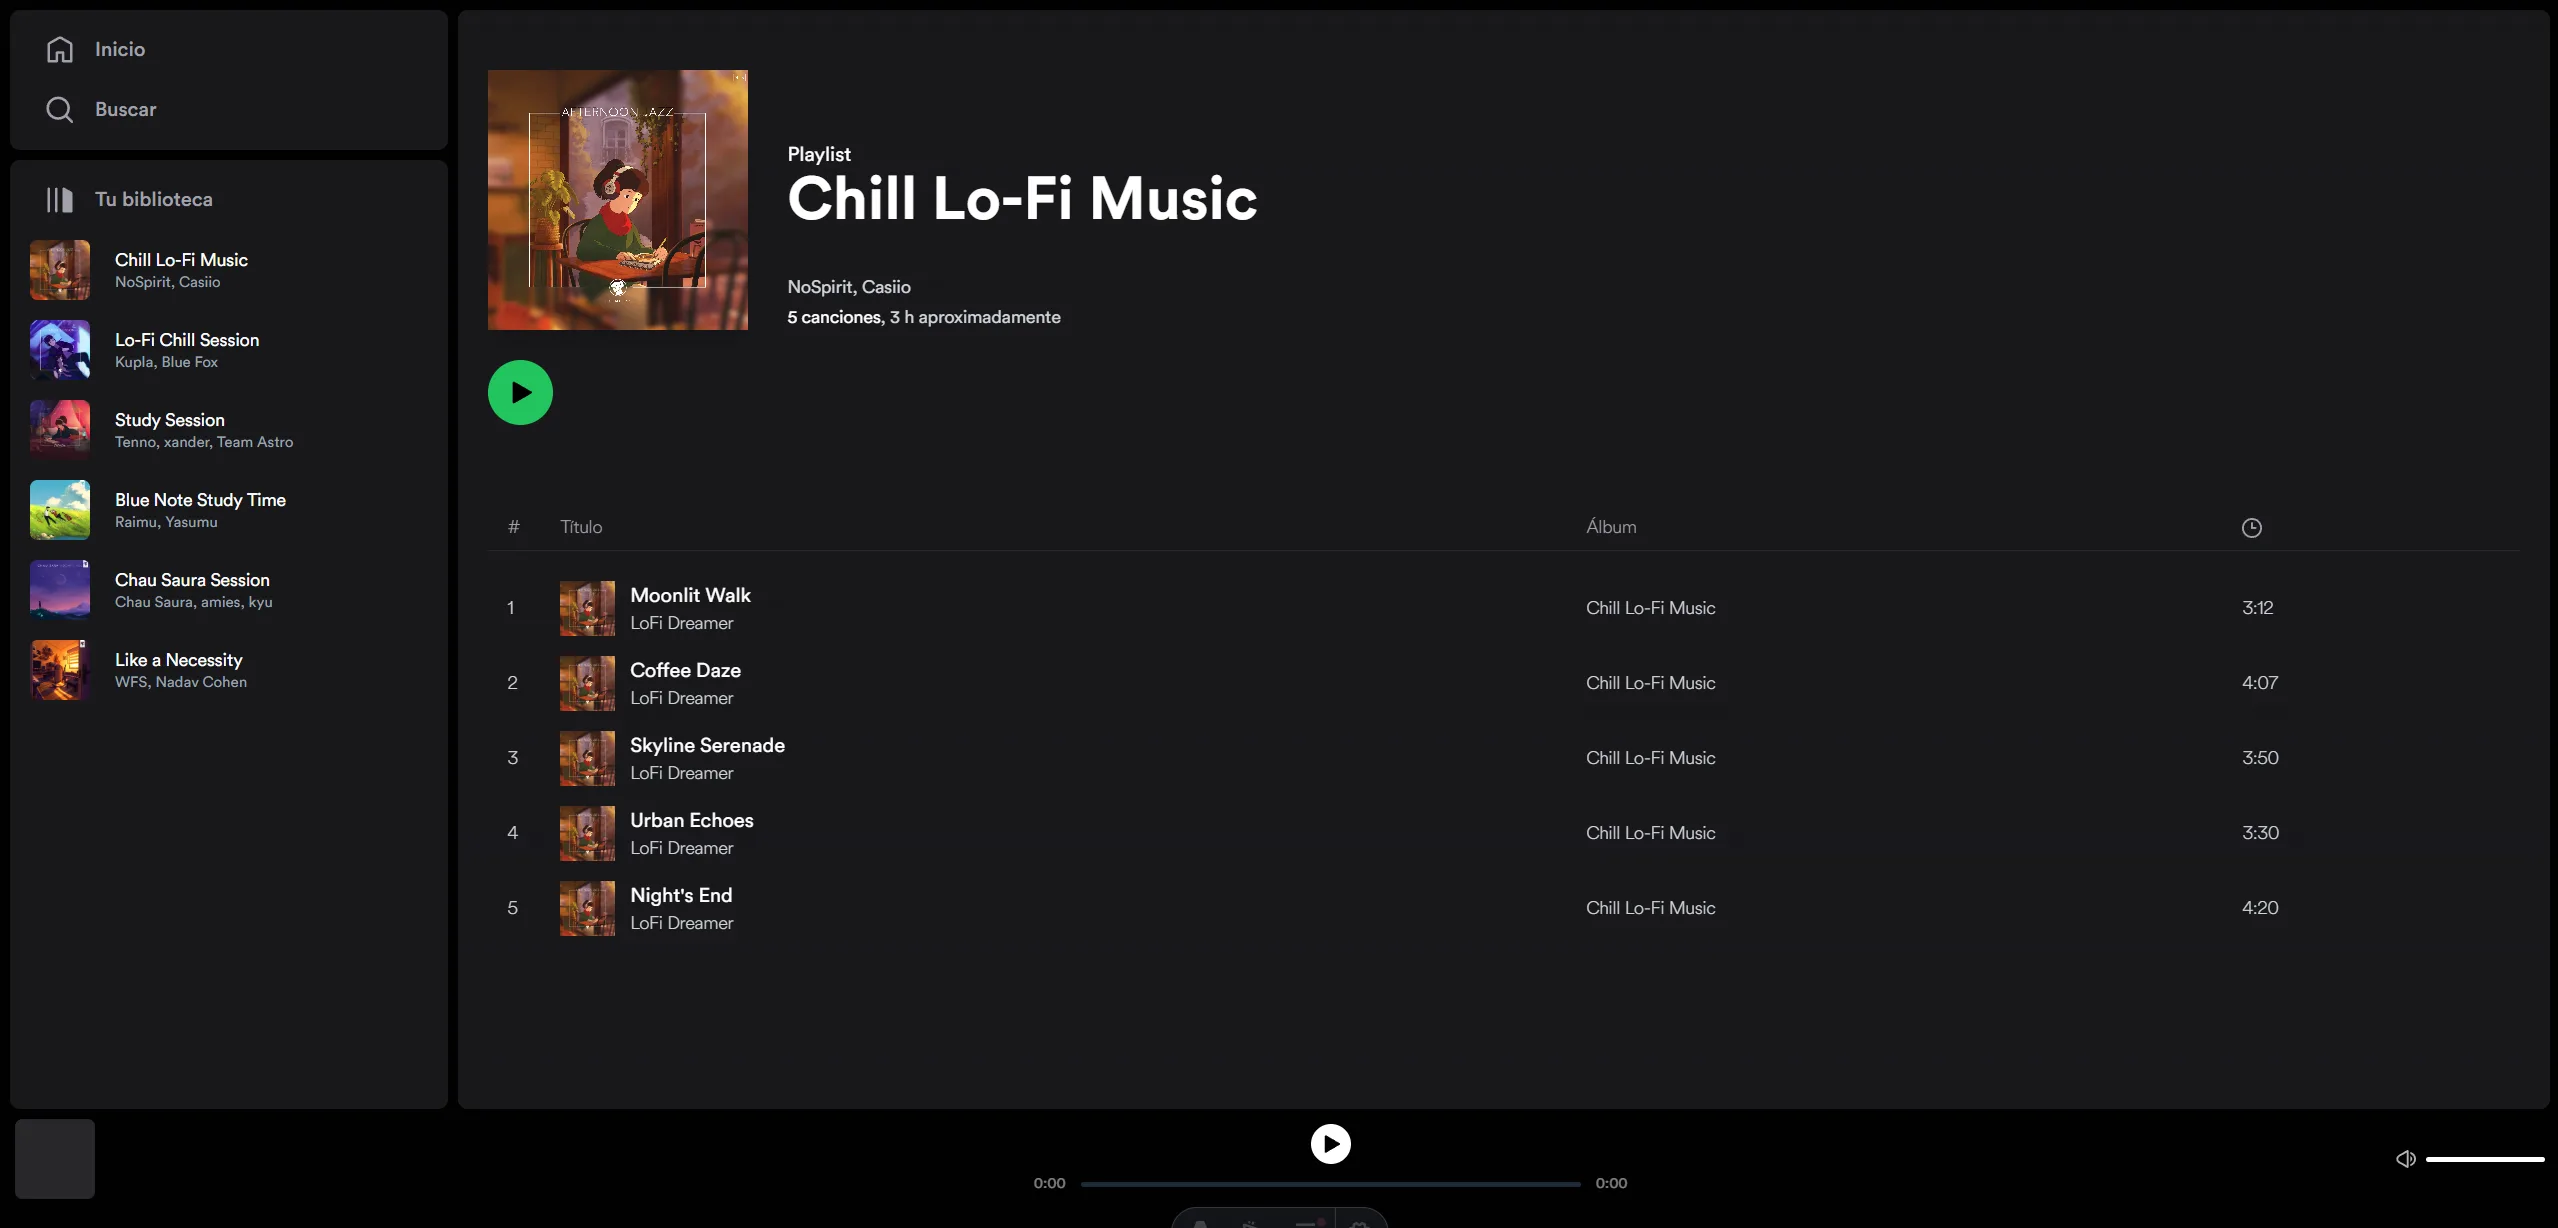 Inicio
Buscar
Tu biblioteca
Chill Lo-Fi Music
NoSpirit, Casiio
Lo-Fi Chill Session
Kupla, Blue Fox
Study Session
Tenno, xander, Team Astro
Blue Note Study Time
Raimu, Yasumu
Chau Saura Session
Chau Saura, amies, kyu
Like a Necessity
WFS, Nadav Cohen
AFTERNOON JAZZ
Playlist
Chill Lo-Fi Music
NoSpirit, Casiio
5 canciones, 3 h aproximadamente
# Título Álbum
1 Moonlit Walk Chill Lo-Fi Music 3:12
LoFi Dreamer
2 Coffee Daze Chill Lo-Fi Music 4:07
LoFi Dreamer
3 Skyline Serenade Chill Lo-Fi Music 3:50
LoFi Dreamer
4 Urban Echoes Chill Lo-Fi Music 3:30
LoFi Dreamer
5 Night's End Chill Lo-Fi Music 4:20
LoFi Dreamer
0:00 0:00